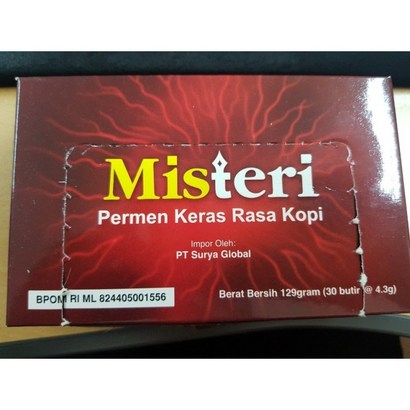 Misteri
Permen Keras Rasa Kopi
Impor Oleh:
PT Surya Global
BPOM RI ML 824405001556
Berat Bersih 129gram (30 butir @ 4.3g)